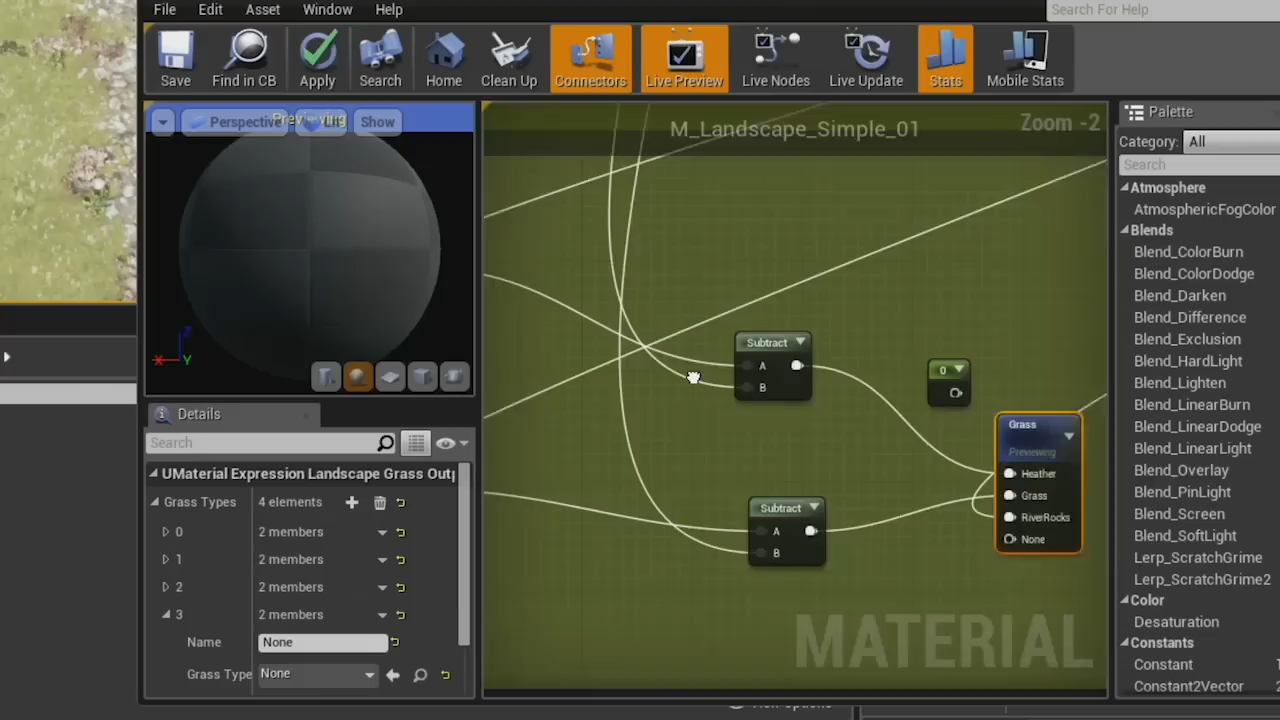 File Edit Asset Window Help
Search For Help
Save Find in CB Apply Search Home Clean Up Connectors Live Preview Live Nodes Live Update Stats Mobile Stats
Perspective Previewing Lit Show
M_Landscape_Simple_01
Zoom -2
Palette
Category: All
Search
Atmosphere
AtmosphericFogColor
Blends
Blend_ColorBurn
Blend_ColorDodge
Blend_Darken
Blend_Difference
Blend_Exclusion
Blend_HardLight
Blend_Lighten
Blend_LinearBurn
Blend_LinearDodge
Blend_LinearLight
Blend_Overlay
Blend_PinLight
Blend_Screen
Blend_SoftLight
Lerp_ScratchGrime
Lerp_ScratchGrime2
Color
Desaturation
Constants
Constant 1
Constant2Vector
Subtract
A
B
0
Grass
Previewing
Heather
Grass
RiverRocks
None
Subtract
A
B
MATERIAL
Z
X Y
Details
Search
UMaterial Expression Landscape Grass Outp
Grass Types 4 elements
0 2 members
1 2 members
2 2 members
3 2 members
Name None
Grass Type None